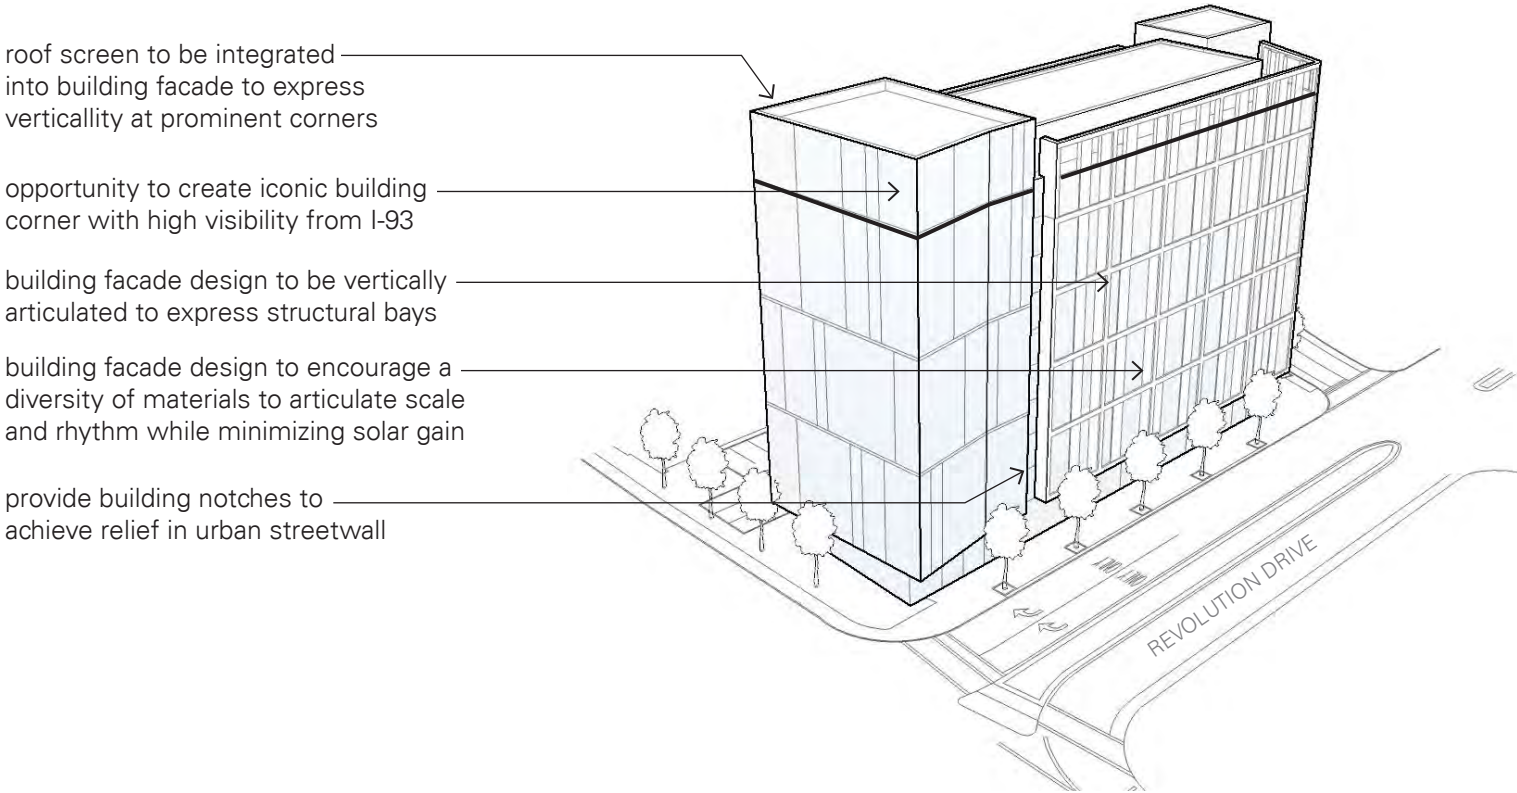 roof screen to be integrated
into building facade to express
verticallity at prominent corners
opportunity to create iconic building
corner with high visibility from I-93
building facade design to be vertically
articulated to express structural bays
building facade design to encourage a
diversity of materials to articulate scale
and rhythm while minimizing solar gain
provide building notches to
achieve relief in urban streetwall
ONLY ONLY
REVOLUTION DRIVE